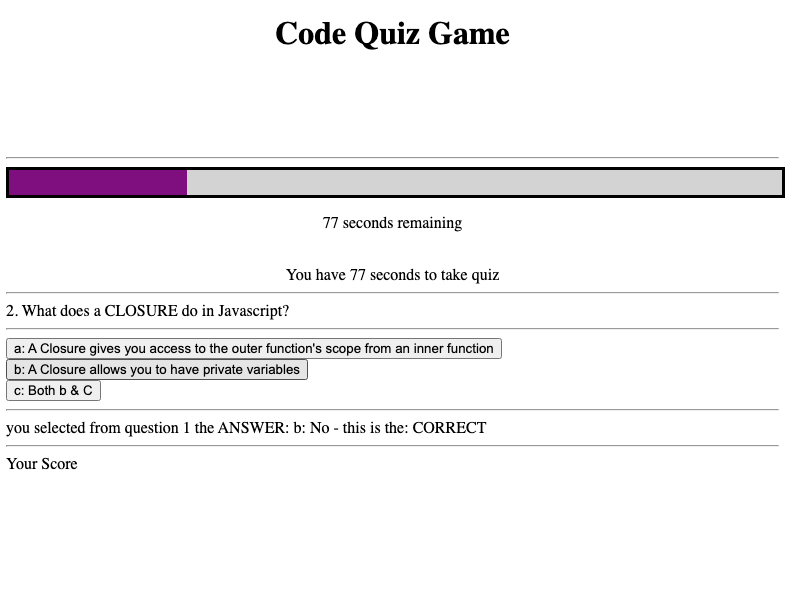 Code Quiz Game
77 seconds remaining
You have 77 seconds to take quiz
2. What does a CLOSURE do in Javascript?
a: A Closure gives you access to the outer function's scope from an inner function
b: A Closure allows you to have private variables
c: Both b & C
you selected from question 1 the ANSWER: b: No - this is the: CORRECT
Your Score